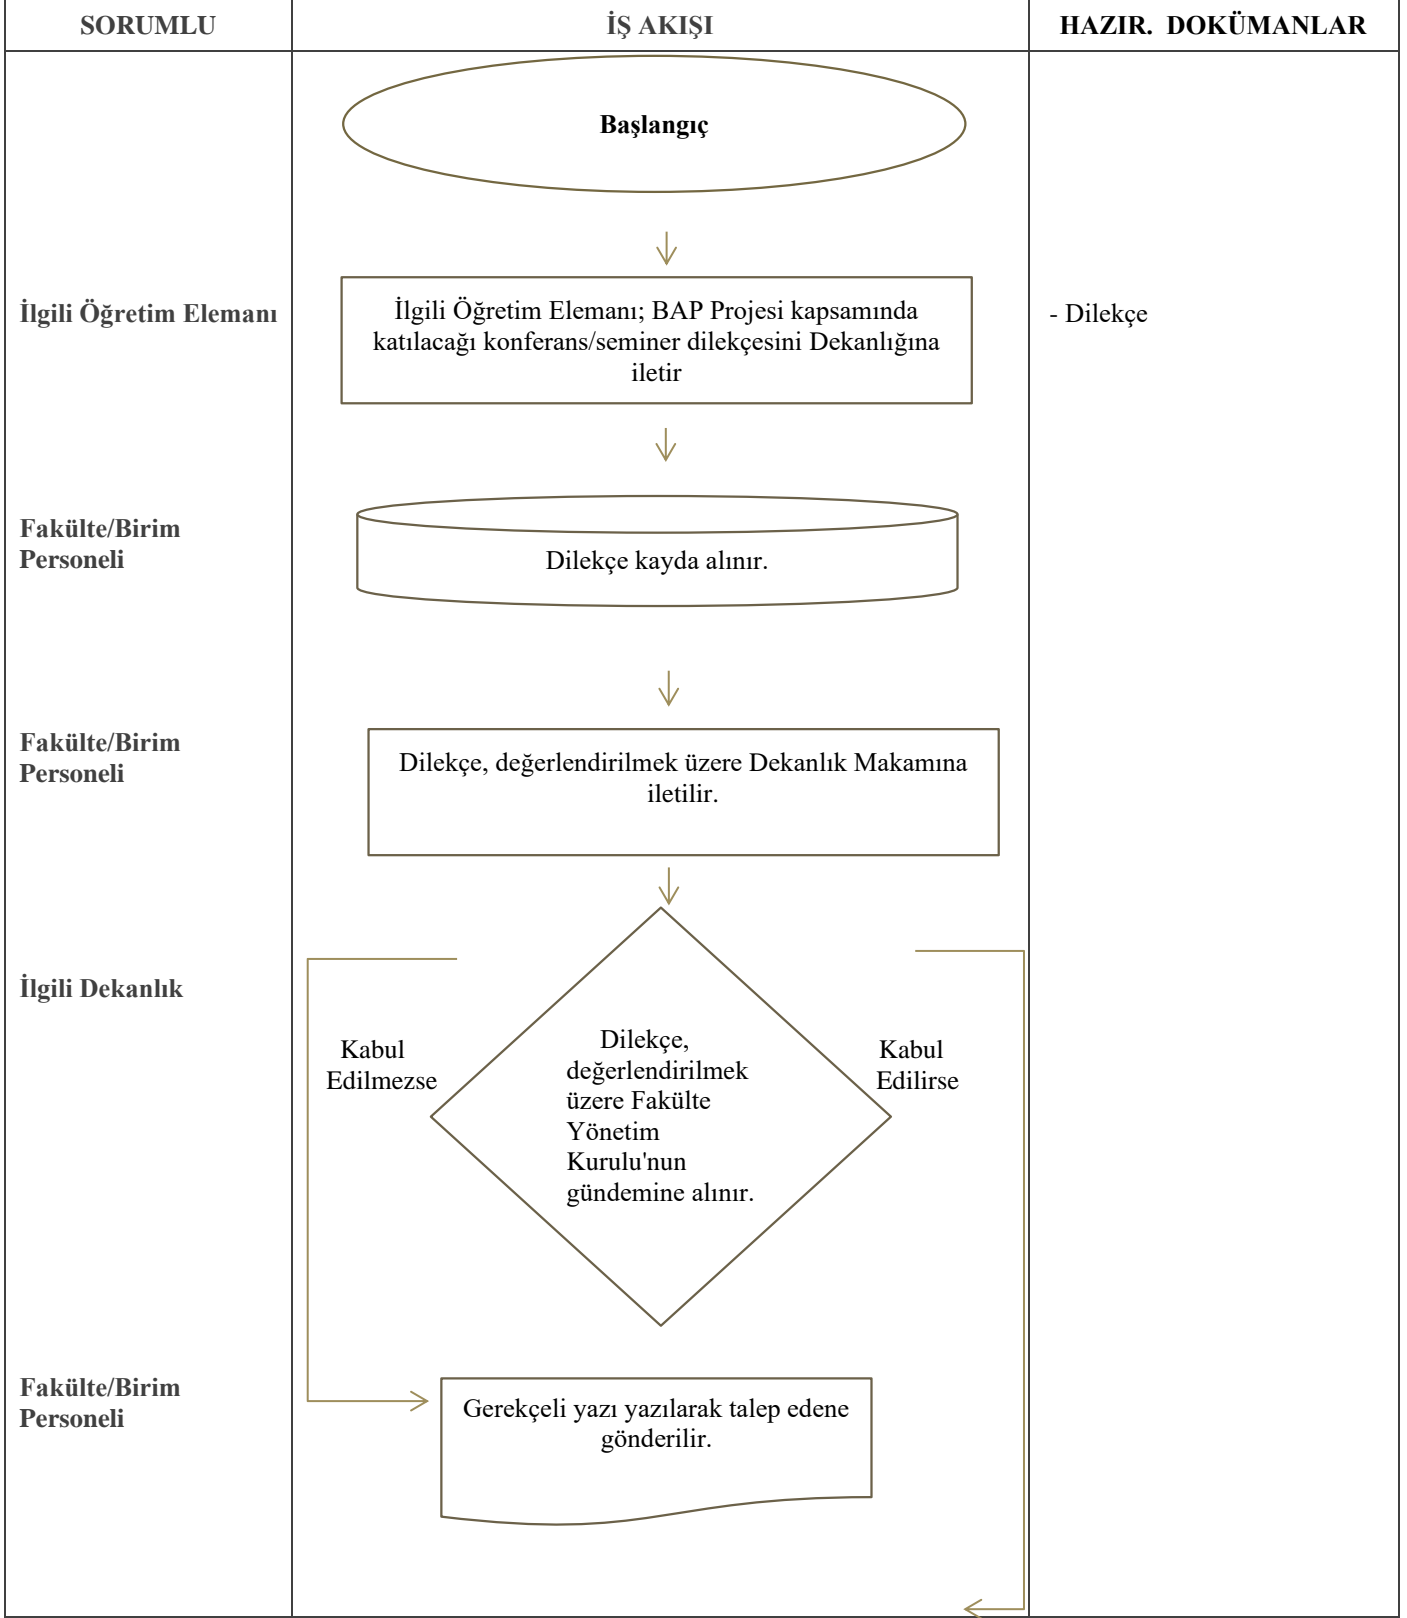 SORUMLU
İŞ AKIŞI
HAZIR. DOKÜMANLAR
Başlangıç
İlgili Öğretim Elemanı
İlgili Öğretim Elemanı; BAP Projesi kapsamında
katılacağı konferans/seminer dilekçesini Dekanlığına
iletir
- Dilekçe
Fakülte/Birim
Personeli
Dilekçe kayda alınır.
Fakülte/Birim
Personeli
Dilekçe, değerlendirilmek üzere Dekanlık Makamına
iletilir.
İlgili Dekanlık
Kabul
Edilmezse
Dilekçe,
değerlendirilmek
üzere Fakülte
Yönetim
Kurulu'nun
gündemine alınır.
Kabul
Edilirse
Fakülte/Birim
Personeli
Gerekçeli yazı yazılarak talep edene
gönderilir.